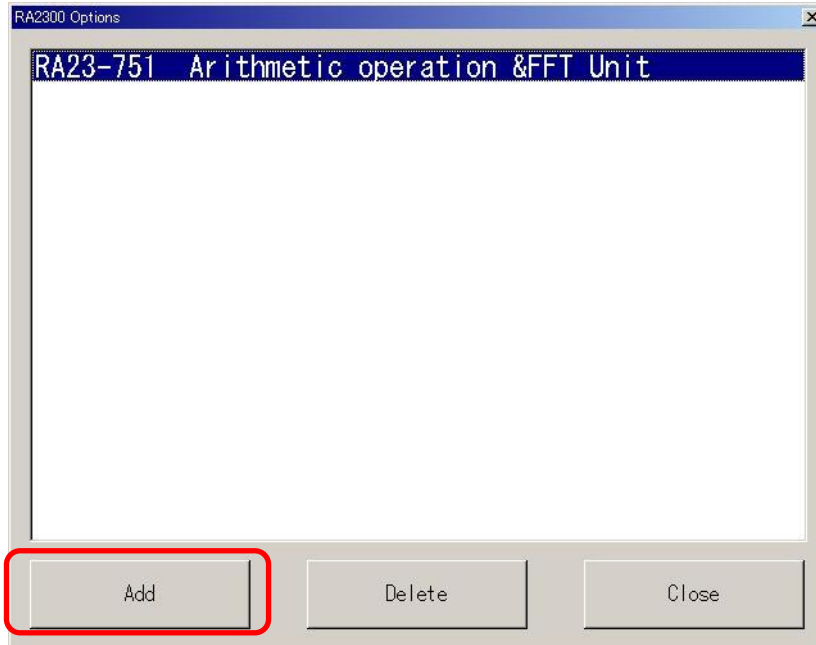 RA2300 Options
RA23-751 Arithmetic operation &FFT Unit
Add Delete Close